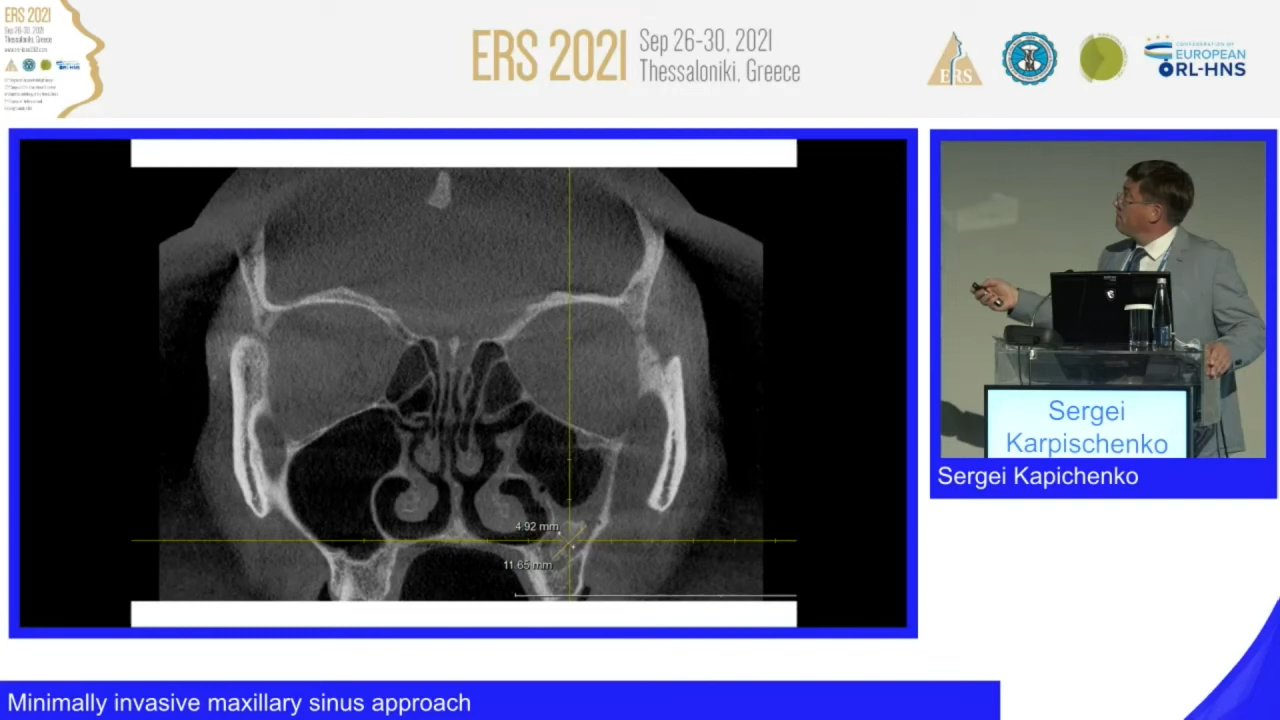 ERS 2021
Sep 26-30, 2021
Thessaloniki, Greece
ERS 2021
Sep 26-30, 2021
Thessaloniki, Greece
ERS
CONFEDERATION OF
EUROPEAN
ORL-HNS
4.92 mm
11.65 mm
Sergei
Karpischenko
Sergei Kapichenko
Minimally invasive maxillary sinus approach